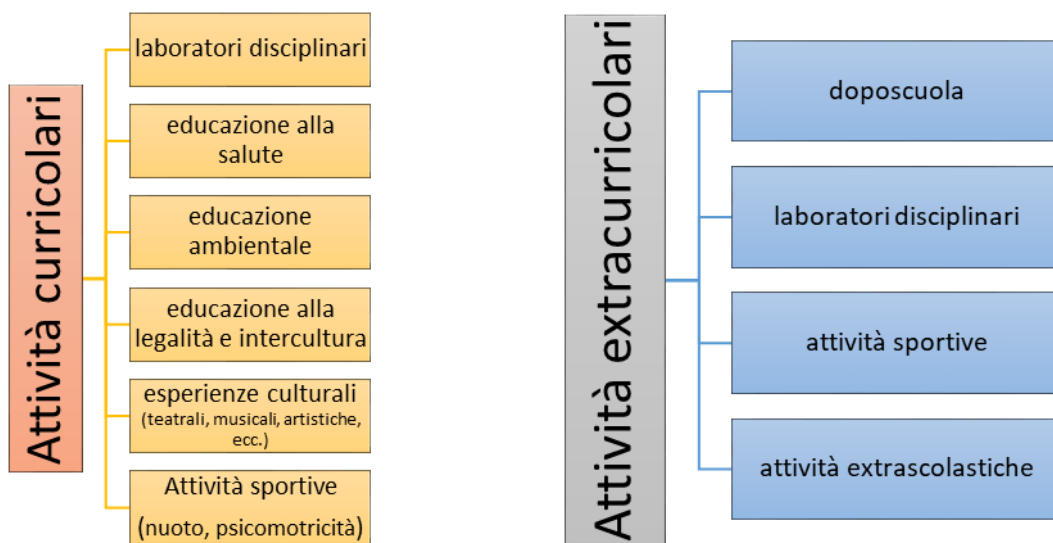 Attività curricolari
laboratori disciplinari
educazione alla
salute
educazione
ambientale
educazione alla
legalità e intercultura
esperienze culturali
(teatrali, musicali, artistiche,
ecc.)
Attività sportive
(nuoto, psicomotricità)
Attività extracurricolari
doposcuola
laboratori disciplinari
attività sportive
attività extrascolastiche